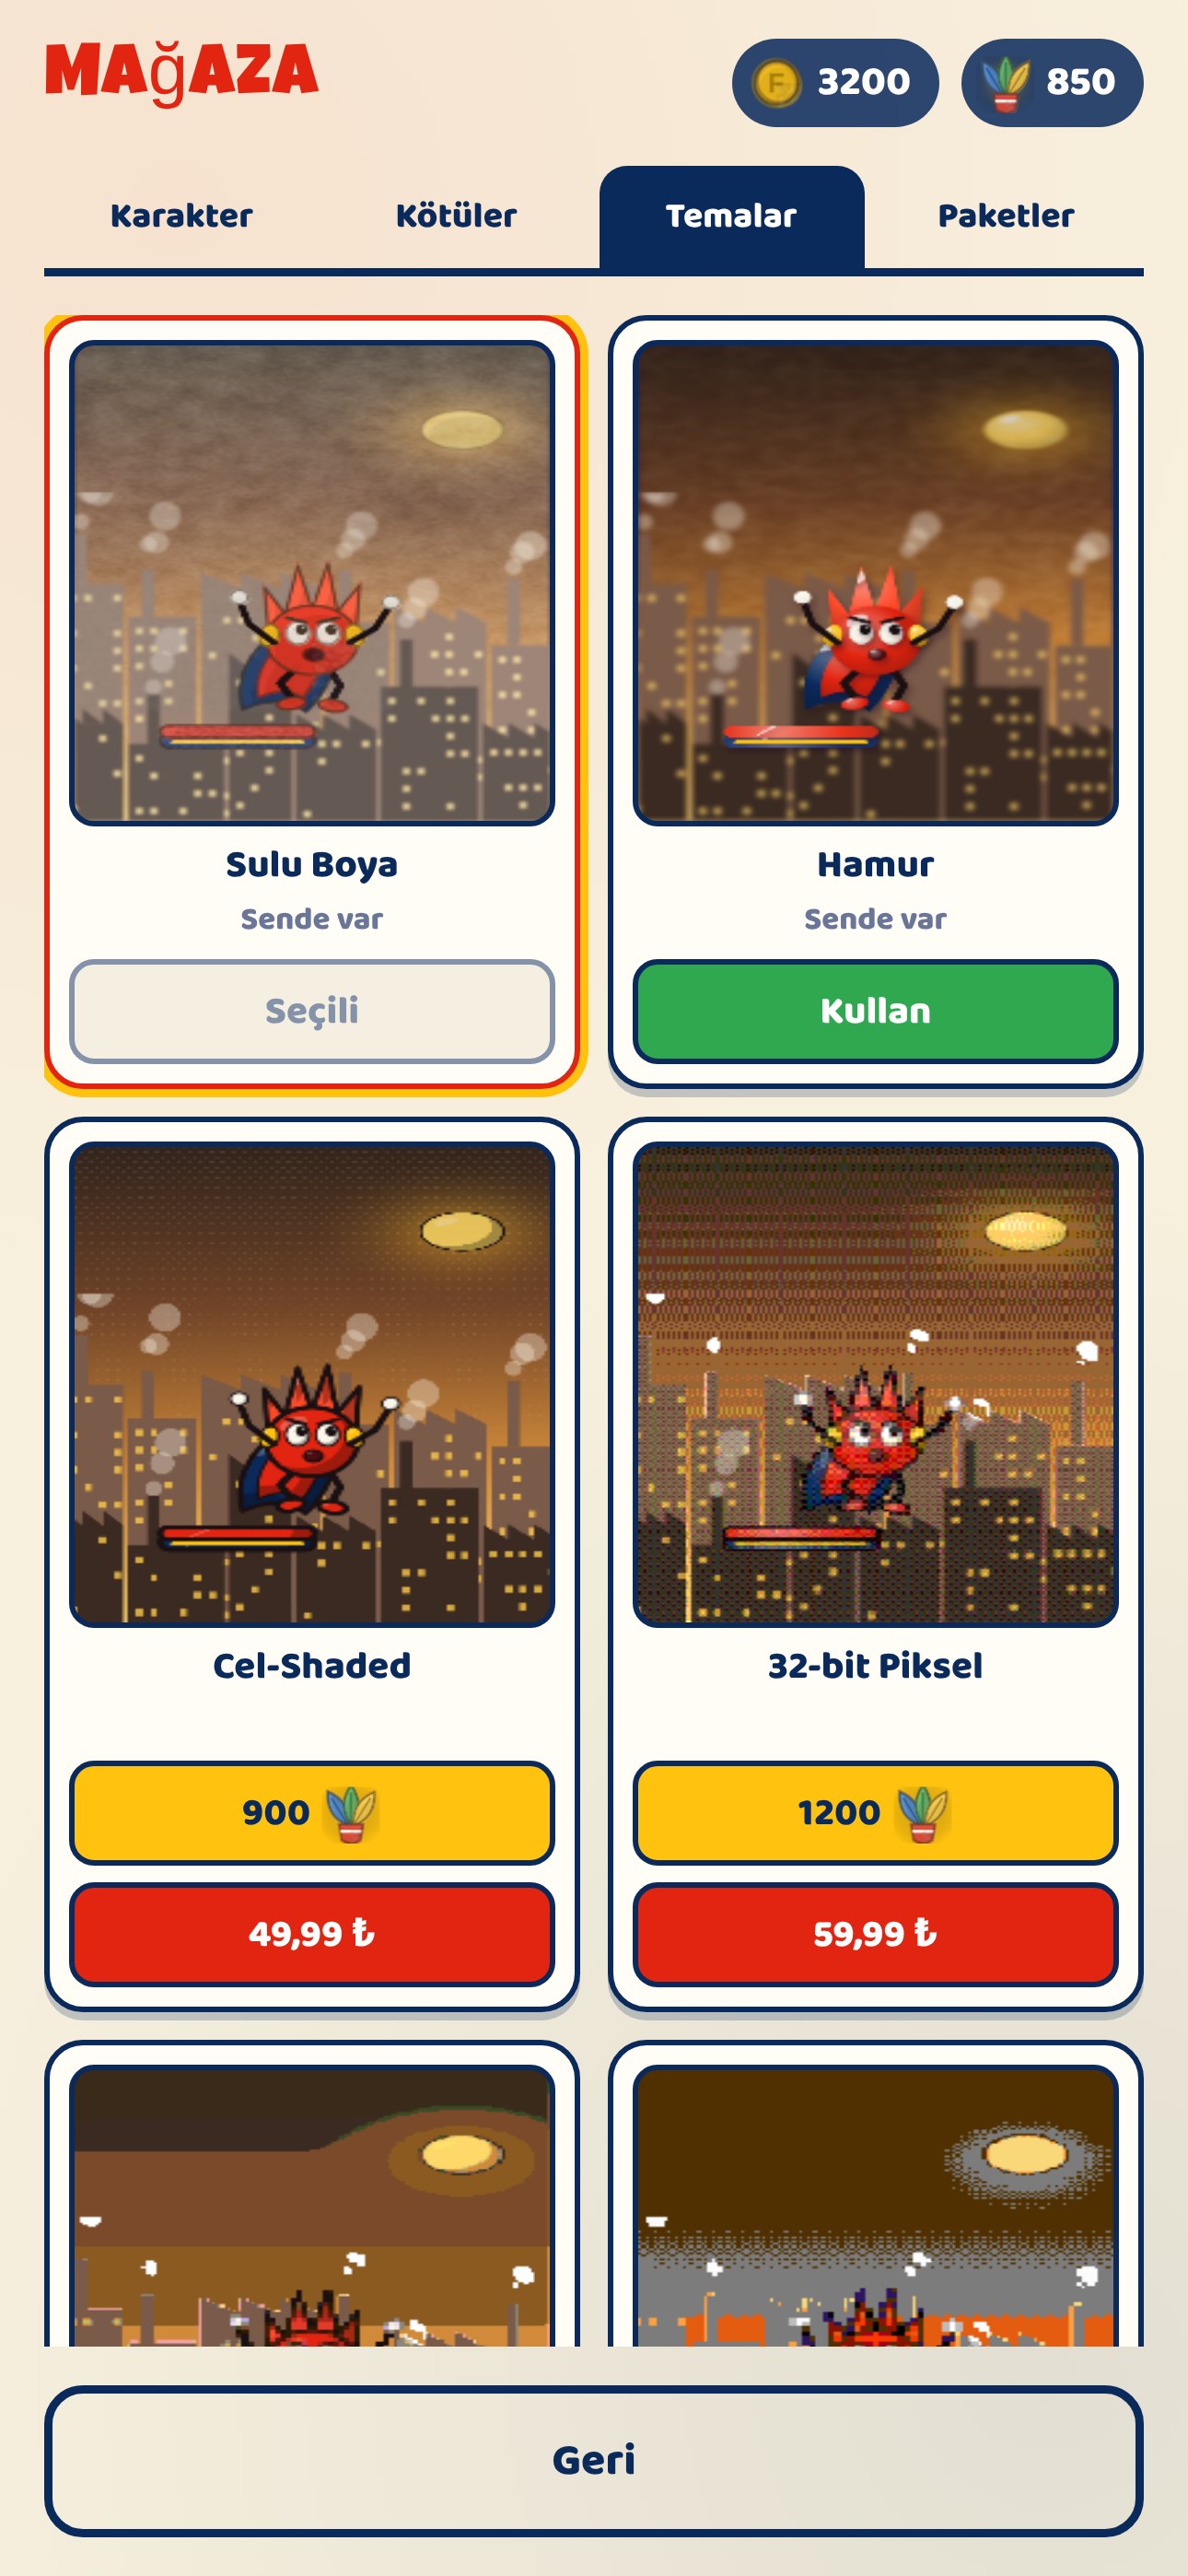 MAğAZA
F 3200
850
Karakter Kötüler Temalar Paketler
Sulu Boya
Sende var
Seçili
Hamur
Sende var
Kullan
Cel-Shaded
900
49,99 ₺
32-bit Piksel
1200
59,99 ₺
Geri